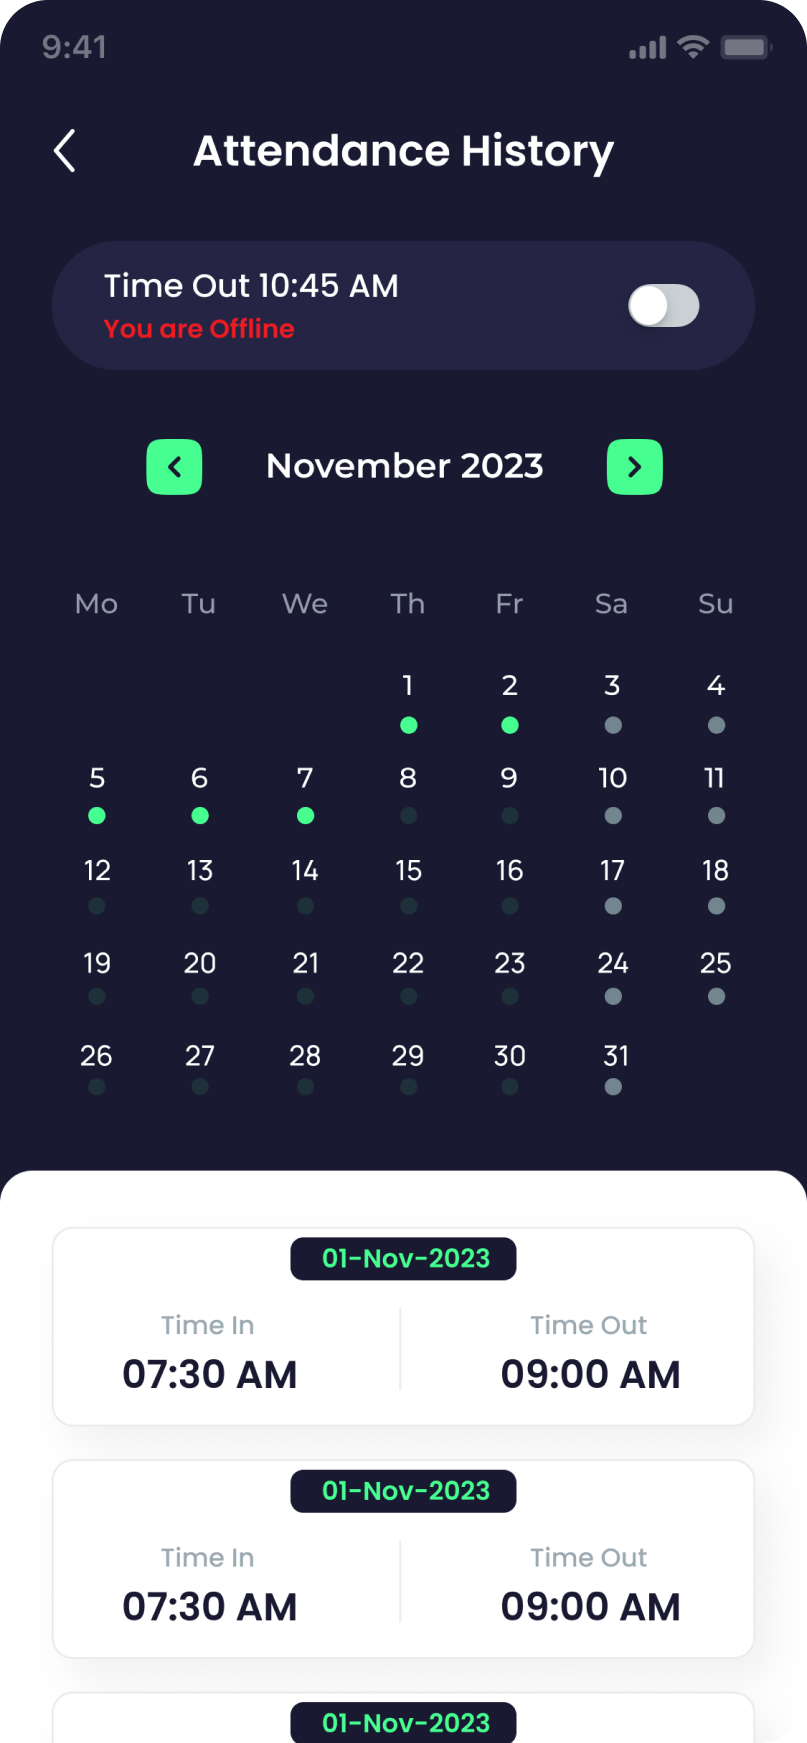 9:41
Attendance History
Time Out 10:45 AM
You are Offline
November 2023
Mo Tu We Th Fr Sa Su
1 2 3 4
5 6 7 8 9 10 11
12 13 14 15 16 17 18
19 20 21 22 23 24 25
26 27 28 29 30 31
01-Nov-2023
Time In Time Out
07:30 AM 09:00 AM
01-Nov-2023
Time In Time Out
07:30 AM 09:00 AM
01-Nov-2023